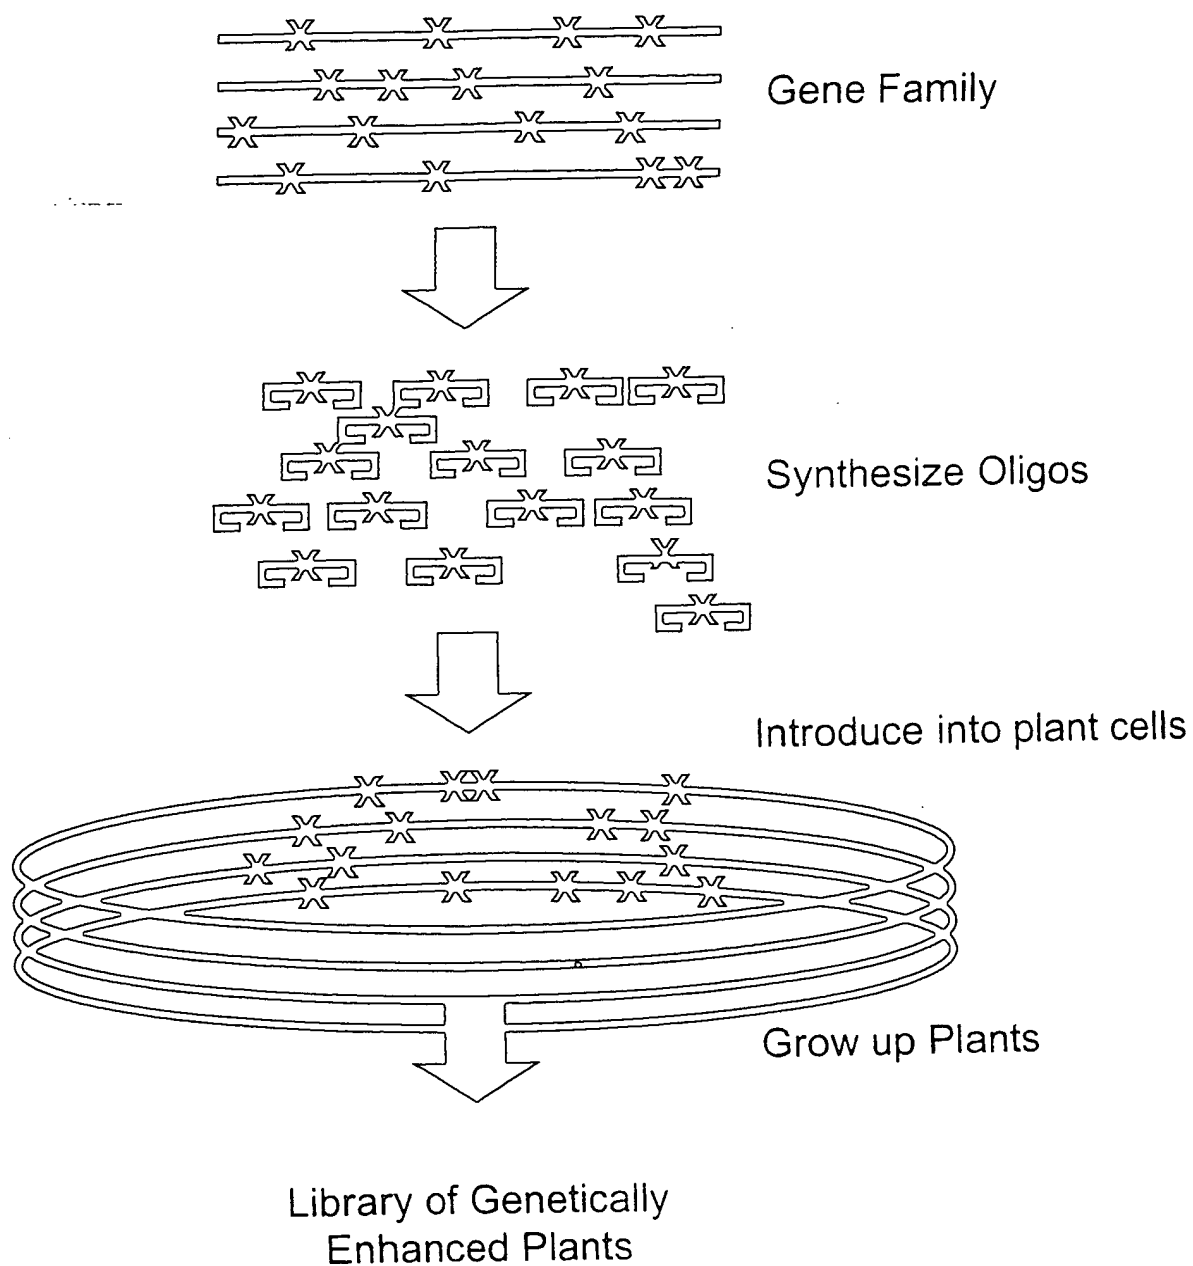 Gene Family
Synthesize Oligos
Introduce into plant cells
Grow up Plants
Library of Genetically
Enhanced Plants